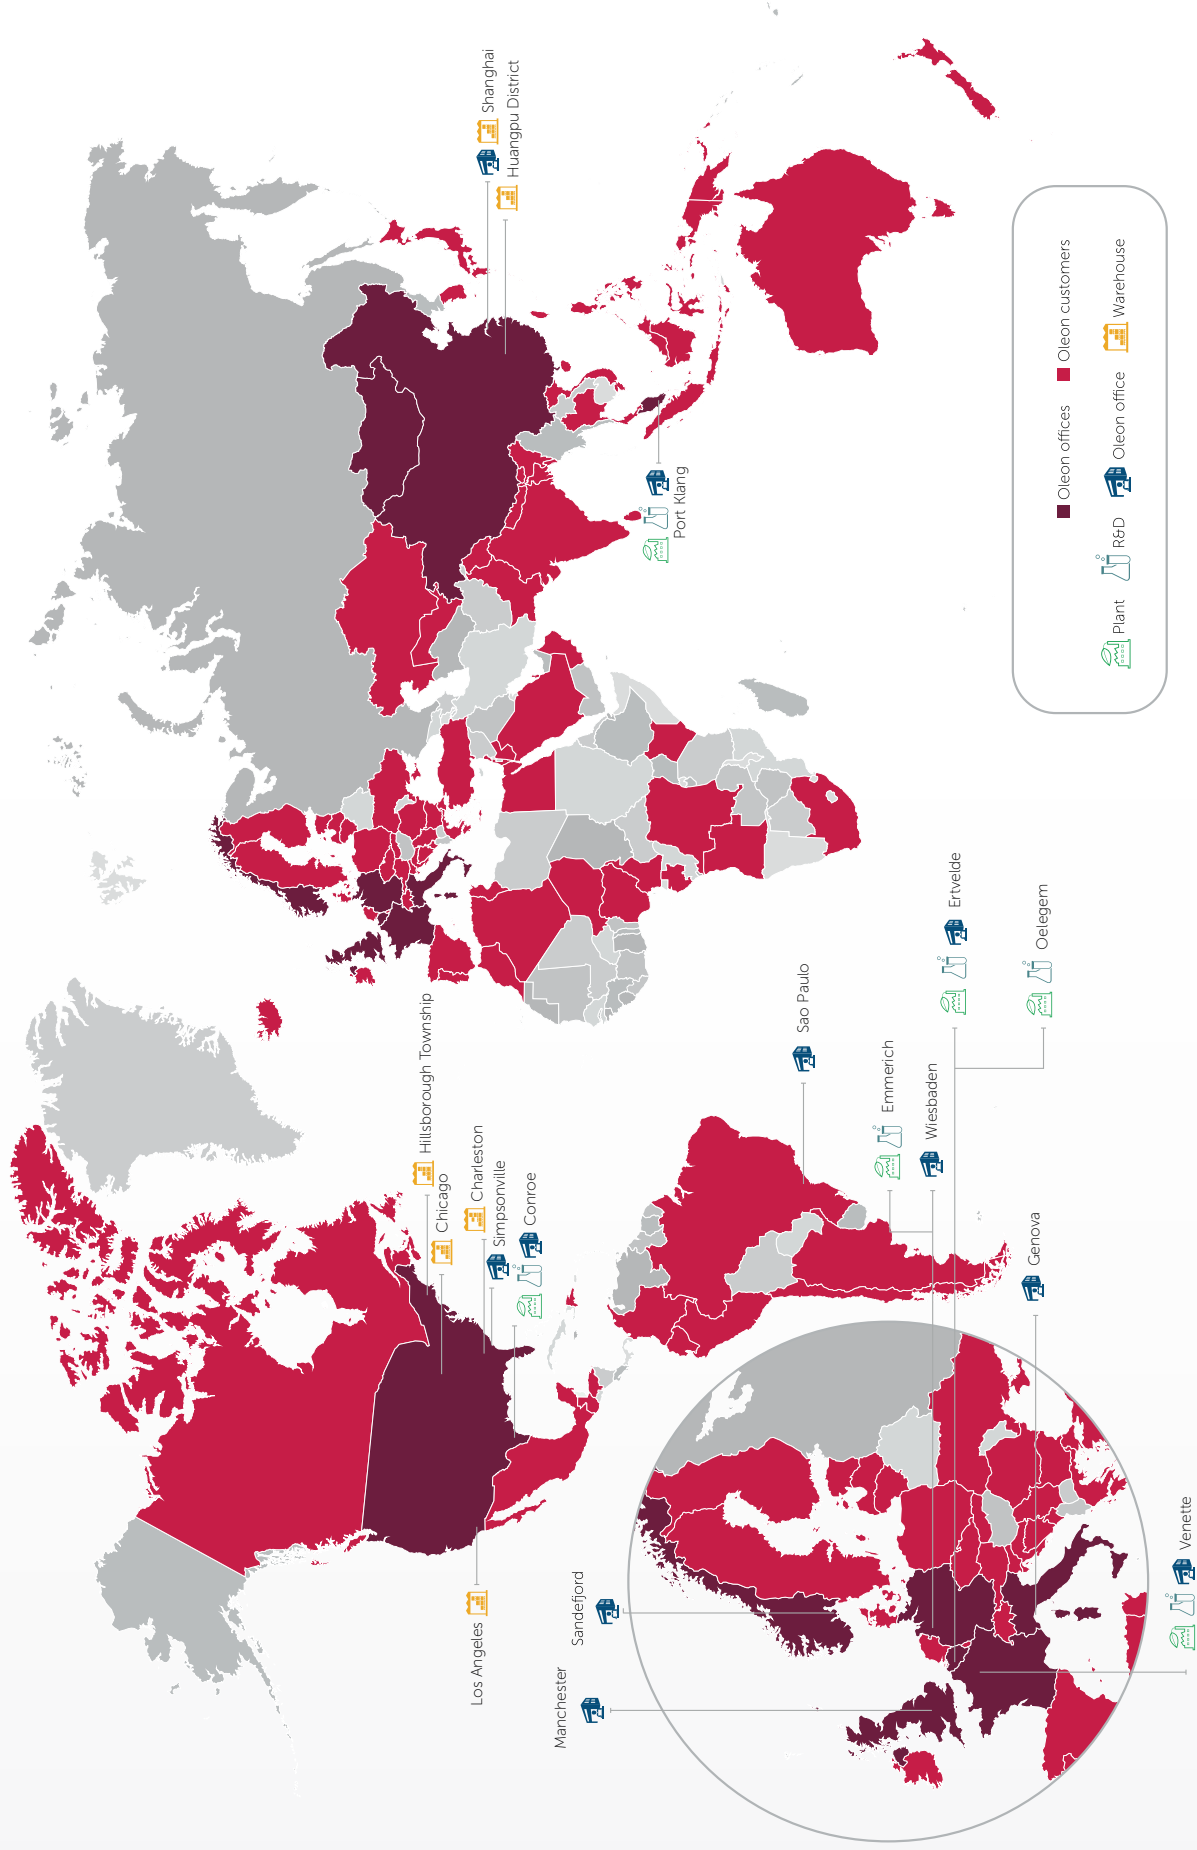 Shanghai
Huangpu District
Port Klang
Hillsborough Township
Chicago
Charleston
Simpsonville
Conroe
Los Angeles
Sao Paulo
Emmerich
Wiesbaden
Ertvelde
Oelegem
Genova
Venette
Sandefjord
Manchester
Oleon offices
Oleon customers
Plant
R&D
Oleon office
Warehouse